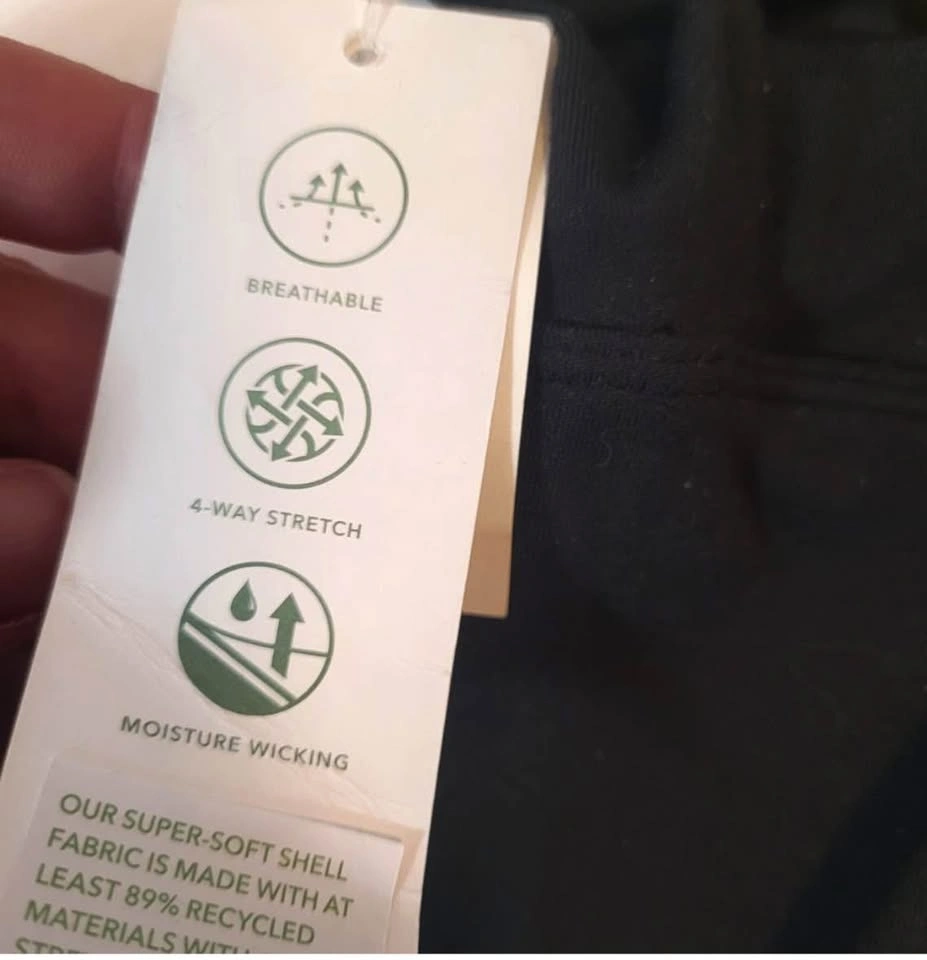 BREATHABLE
4-WAY STRETCH
MOISTURE WICKING
OUR SUPER-SOFT SHELL
FABRIC IS MADE WITH AT
LEAST 89% RECYCLED
MATERIALS WITH